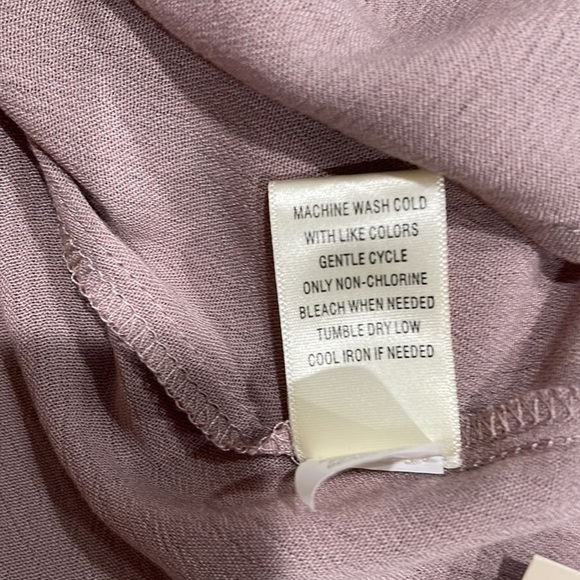 MACHINE WASH COLD
WITH LIKE COLORS
GENTLE CYCLE
ONLY NON-CHLORINE
BLEACH WHEN NEEDED
TUMBLE DRY LOW
COOL IRON IF NEEDED